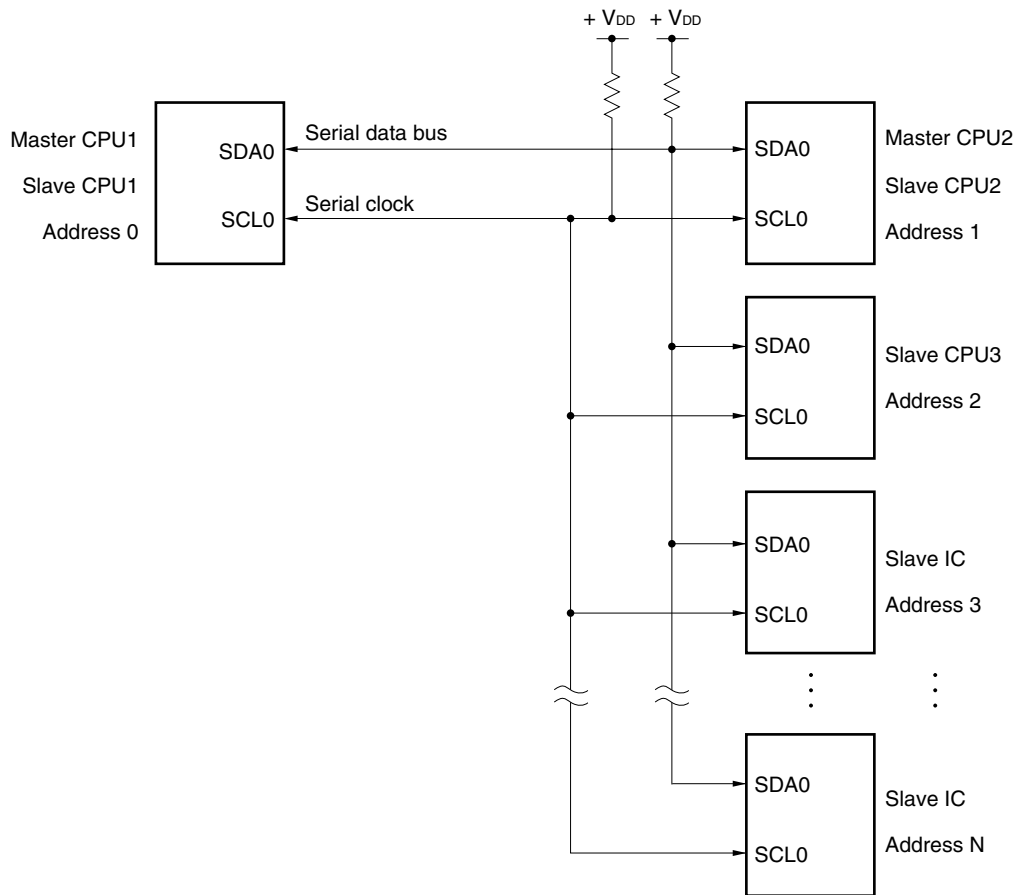 + VDD
+ VDD
Master CPU1
Slave CPU1
Address 0
SDA0
SCL0
Serial data bus
Serial clock
SDA0
SCL0
Master CPU2
Slave CPU2
Address 1
SDA0
SCL0
Slave CPU3
Address 2
SDA0
SCL0
Slave IC
Address 3
SDA0
SCL0
Slave IC
Address N